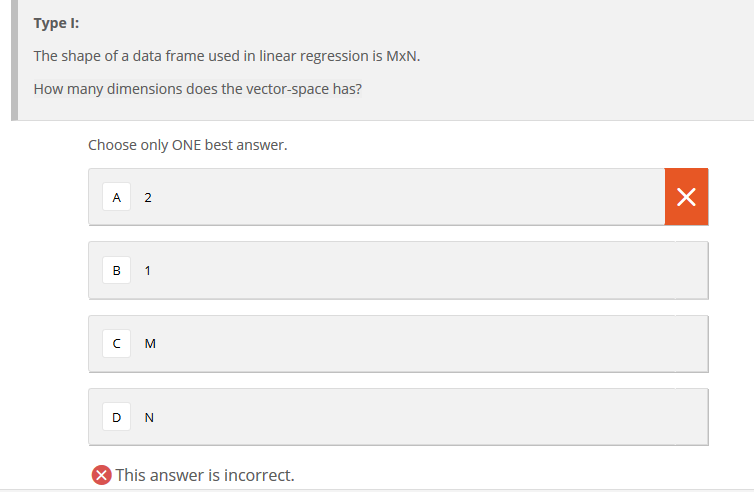 Type I:
The shape of a data frame used in linear regression is MxN.
How many dimensions does the vector-space has?
Choose only ONE best answer.
A 2
B 1
C M
D N
This answer is incorrect.